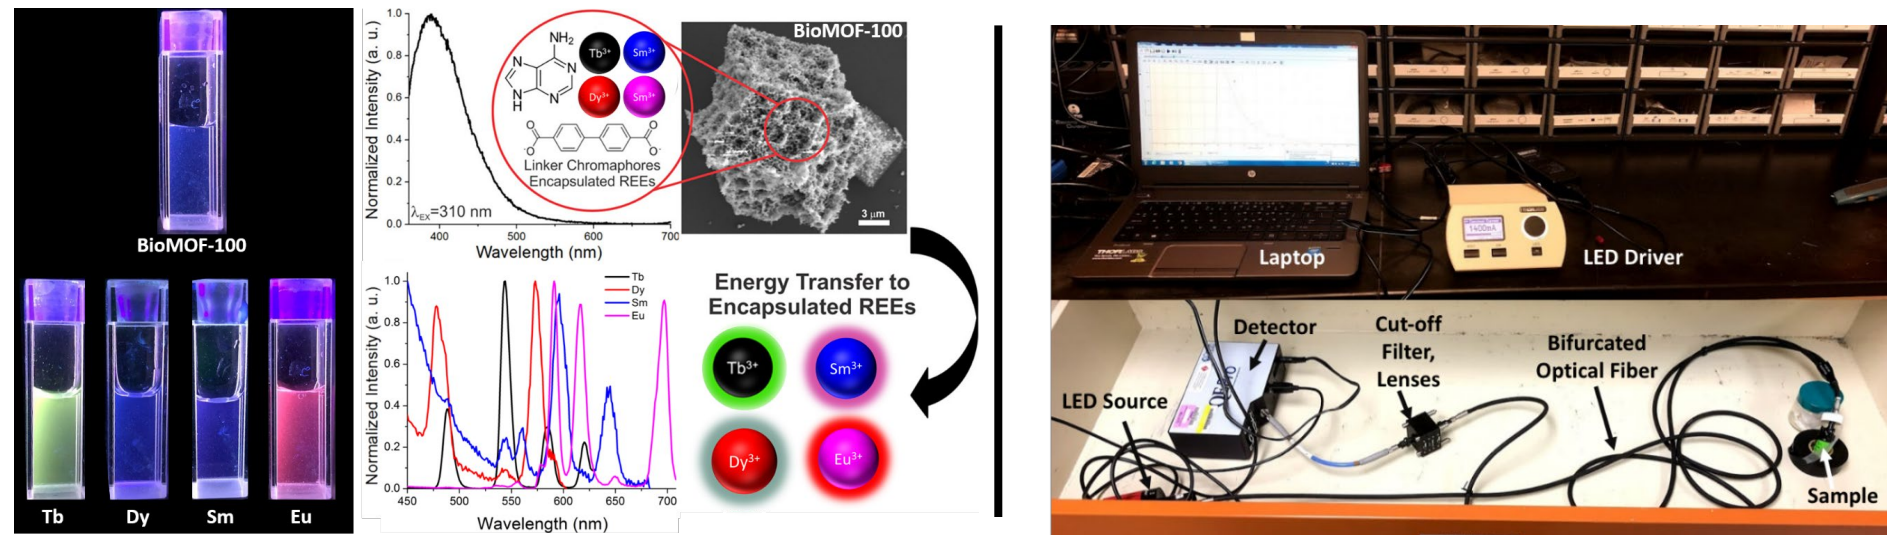 BioMOF-100
Tb
Dy
Sm
Eu
Normalized Intensity (a. u.)
1.0
0.8
0.6
0.4
0.2
0.0
λEX=310 nm
400
500
600
700
Wavelength (nm)
NH2
N
N
N
N
H
Tb3+
Sm3+
Dy3+
Sm3+
O
O
-O
O-
Linker Chromaphores
Encapsulated REEs
BioMOF-100
3 μm
Normalized Intensity (a. u.)
1.0
0.8
0.6
0.4
0.2
0.0
Tb
Dy
Sm
Eu
450
500
550
600
650
700
Wavelength (nm)
Energy Transfer to
Encapsulated REEs
Tb3+
Sm3+
Dy3+
Eu3+
hp
THORLABS
1400mA
Laptop
LED Driver
Detector
Cut-off
Filter,
Lenses
Bifurcated
Optical Fiber
LED Source
Sample